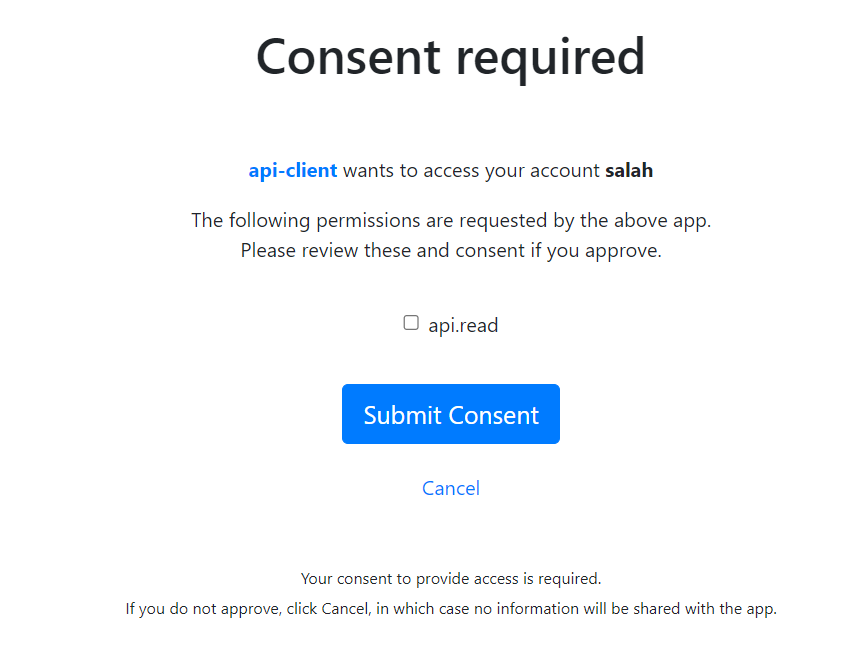 Consent required
api-client wants to access your account salah
The following permissions are requested by the above app.
Please review these and consent if you approve.
api.read
Submit Consent
Cancel
Your consent to provide access is required.
If you do not approve, click Cancel, in which case no information will be shared with the app.